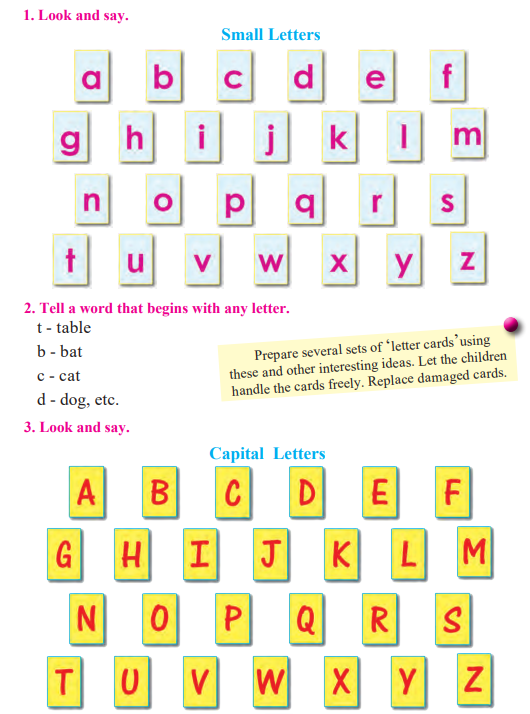 1. Look and say.
Small Letters
a b c d e f
g h i j k l m
n o p q r s
t u v w x y z
2. Tell a word that begins with any letter.
t - table
b - bat
c - cat
d - dog, etc.
Prepare several sets of ‘letter cards’ using
these and other interesting ideas. Let the children
handle the cards freely. Replace damaged cards.
3. Look and say.
Capital Letters
A B C D E F
G H I J K L M
N O P Q R S
T U V W X Y Z